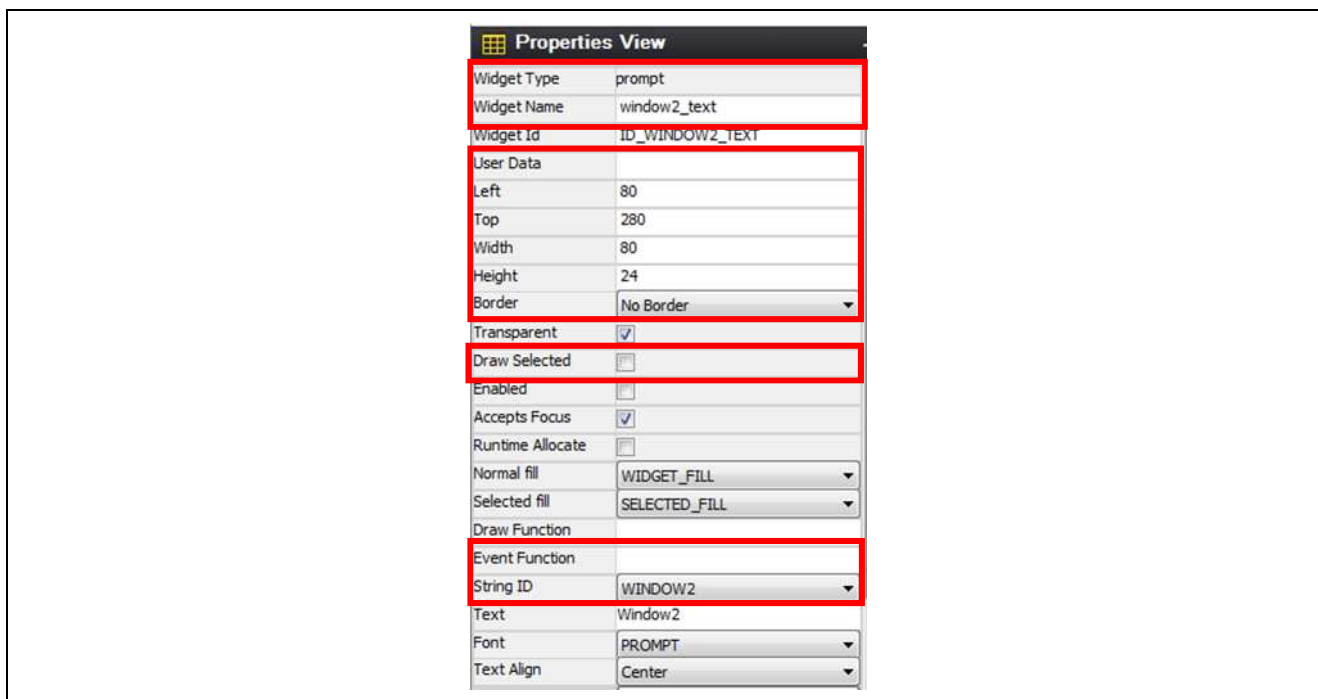 Properties View
Widget Type prompt
Widget Name window2_text
Widget Id ID_WINDOW2_TEXT
User Data
Left 80
Top 280
Width 80
Height 24
Border No Border
Transparent
Draw Selected
Enabled
Accepts Focus
Runtime Allocate
Normal fill WIDGET_FILL
Selected fill SELECTED_FILL
Draw Function
Event Function
String ID WINDOW2
Text Window2
Font PROMPT
Text Align Center